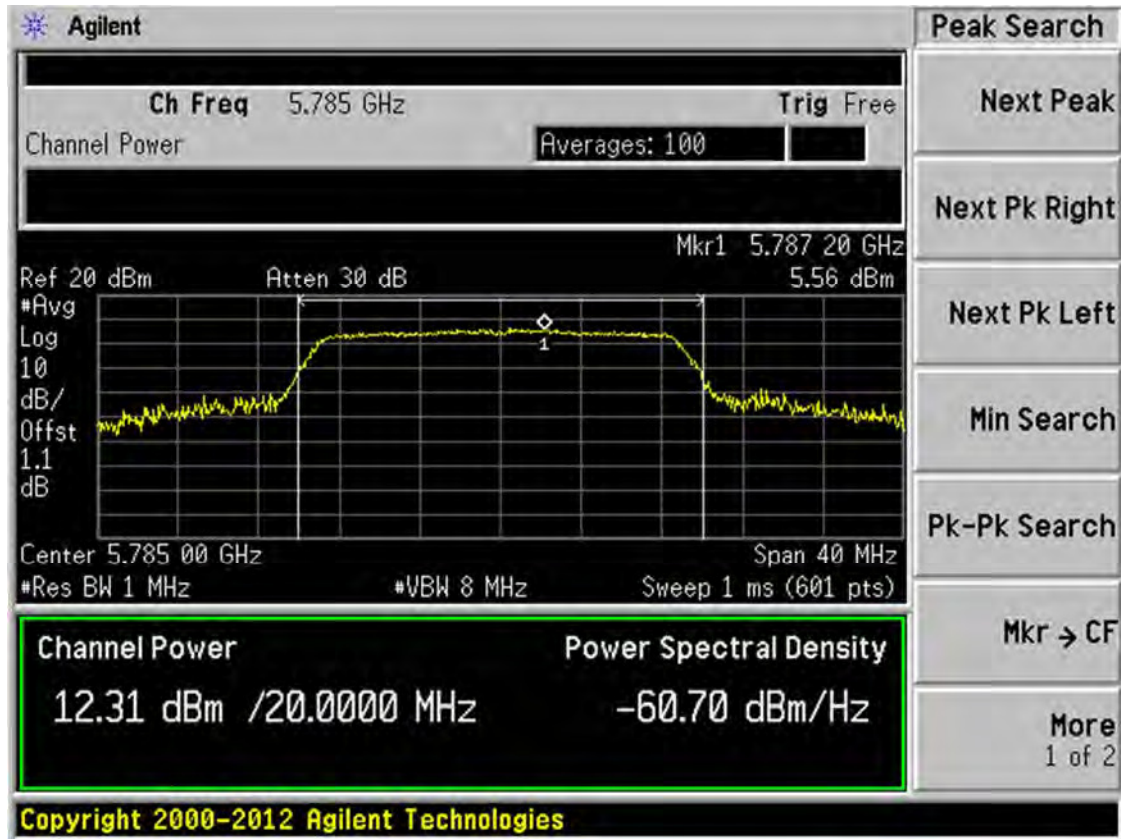 Agilent
Peak Search
Ch Freq 5.785 GHz Trig Free
Channel Power Averages: 100
Mkr1 5.787 20 GHz
Ref 20 dBm Atten 30 dB 5.56 dBm
#Avg
Log
10
dB/
Offst
1.1
dB
1
Center 5.785 00 GHz Span 40 MHz
#Res BW 1 MHz #VBW 8 MHz Sweep 1 ms (601 pts)
Channel Power Power Spectral Density
12.31 dBm /20.0000 MHz -60.70 dBm/Hz
Copyright 2000-2012 Agilent Technologies
Next Peak
Next Pk Right
Next Pk Left
Min Search
Pk-Pk Search
Mkr → CF
More
1 of 2